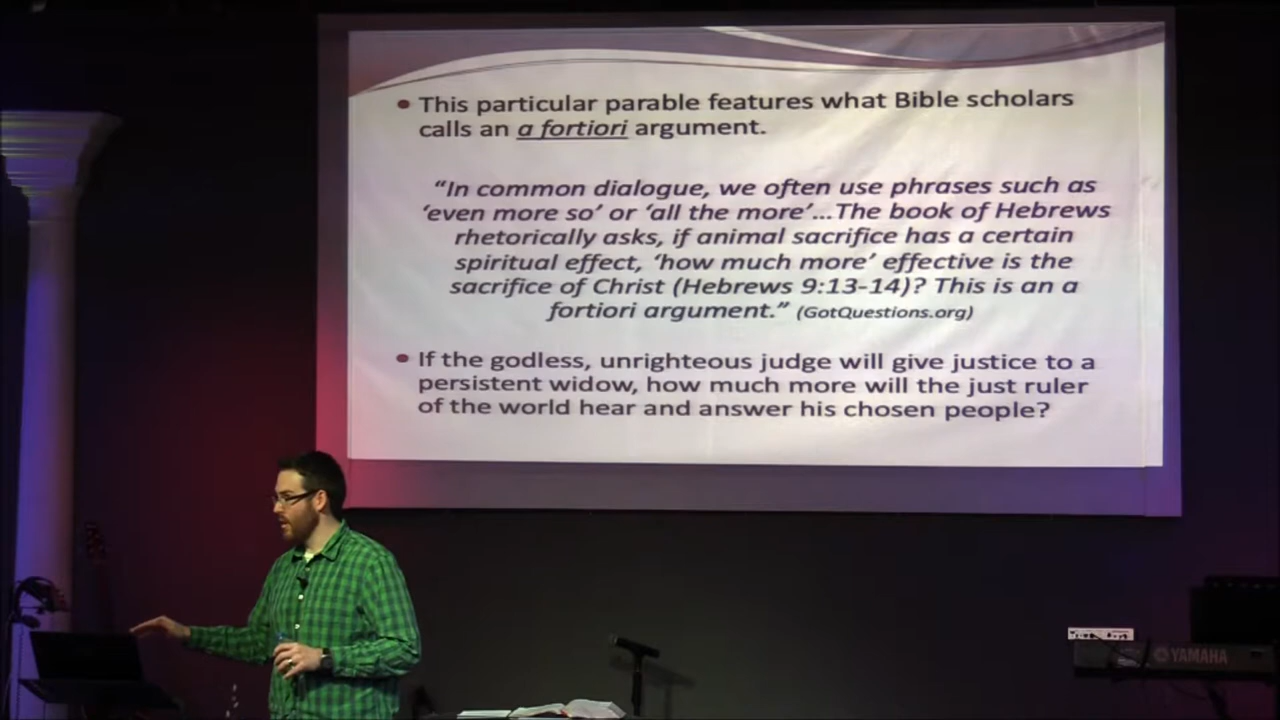 • This particular parable features what Bible scholars
calls an a fortiori argument.
“In common dialogue, we often use phrases such as
‘even more so’ or ‘all the more’...The book of Hebrews
rhetorically asks, if animal sacrifice has a certain
spiritual effect, ‘how much more’ effective is the
sacrifice of Christ (Hebrews 9:13-14)? This is an a
fortiori argument.” (GotQuestions.org)
• If the godless, unrighteous judge will give justice to a
persistent widow, how much more will the just ruler
of the world hear and answer his chosen people?
YAMAHA